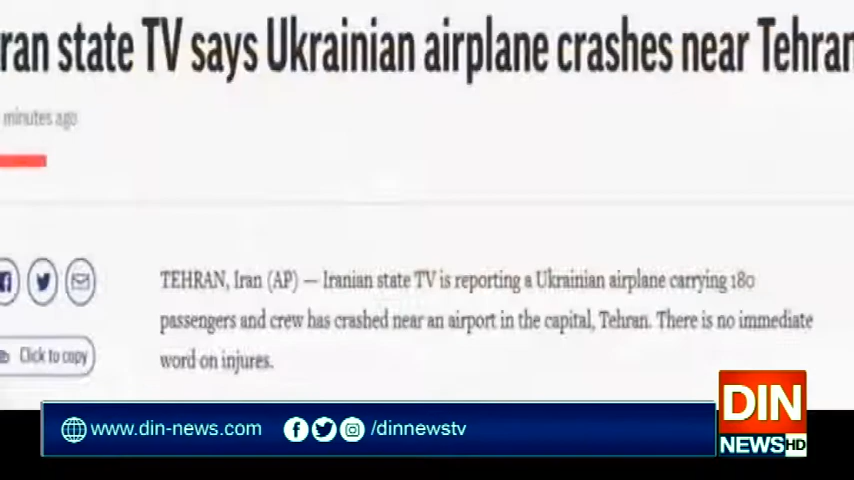 ran state TV says Ukrainian airplane crashes near Tehran
minutes ago
TEHRAN, Iran (AP) — Iranian state TV is reporting a Ukrainian airplane carrying 180
passengers and crew has crashed near an airport in the capital, Tehran. There is no immediate
word on injures.
Click to copy
www.din-news.com
/dinnewstv
DIN
NEWS HD